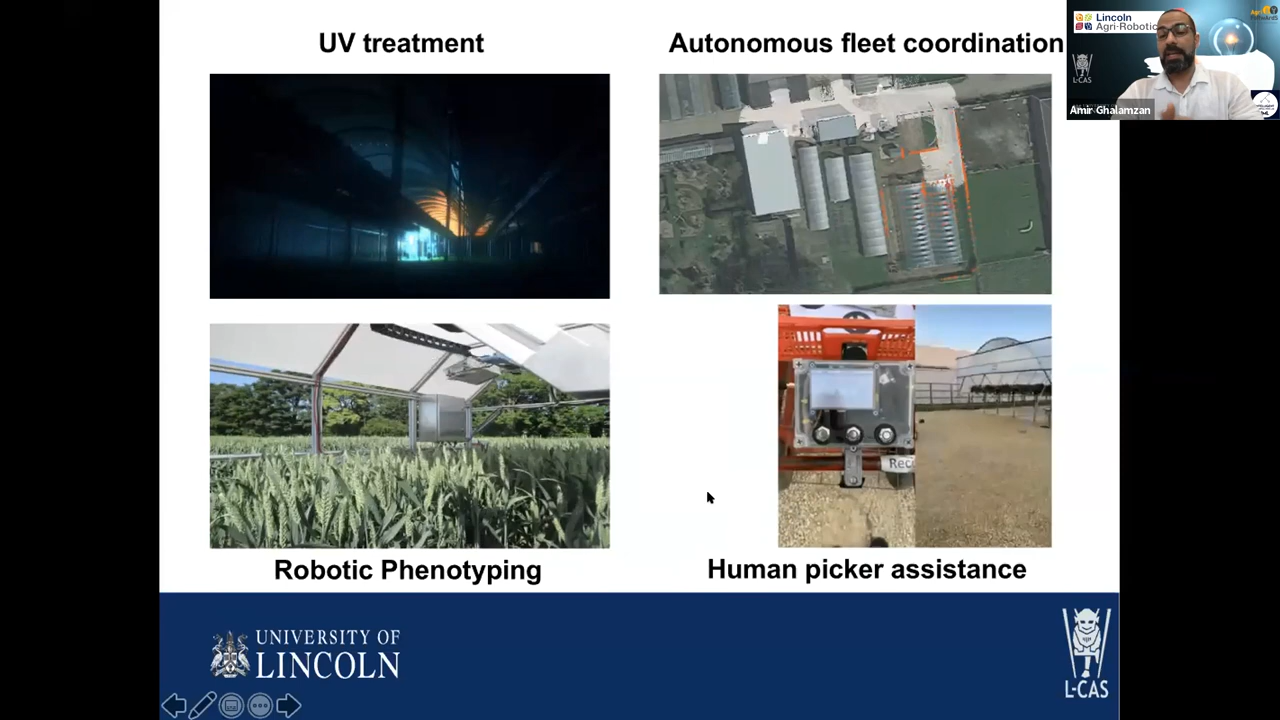 UV treatment
Autonomous fleet coordination
Lincoln
Agri-Robotic
L-CAS
Amir Ghalamzan
Rec
Robotic Phenotyping
Human picker assistance
UNIVERSITY OF
LINCOLN
L-CAS